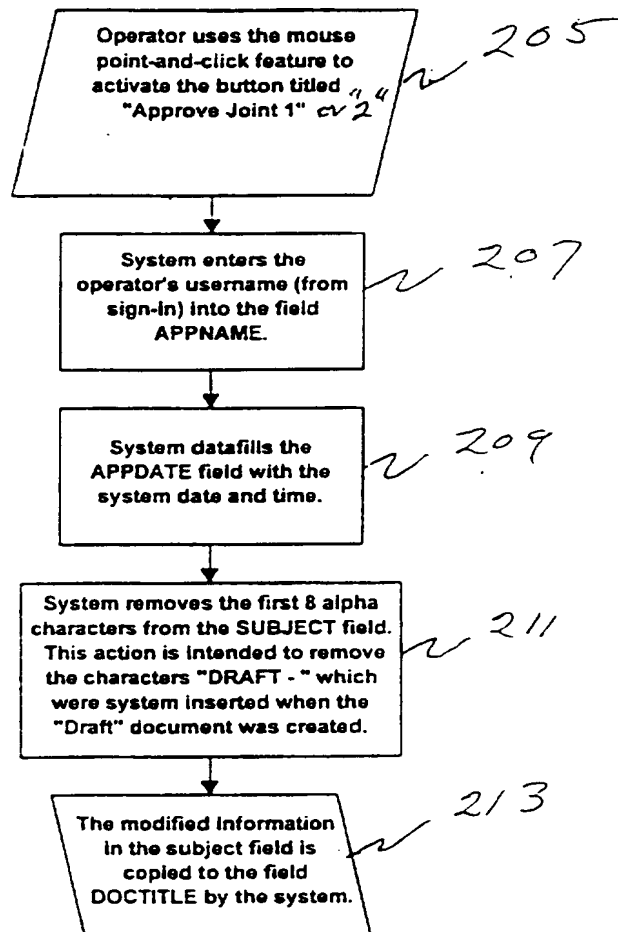 Operator uses the mouse
point-and-click feature to
activate the button titled
"Approve Joint 1" or "2"
205
System enters the
operator's username (from
sign-in) into the field
APPNAME.
207
System datafills the
APPDATE field with the
system date and time.
209
System removes the first 8 alpha
characters from the SUBJECT field.
This action is intended to remove
the characters "DRAFT - " which
were system inserted when the
"Draft" document was created.
211
The modified information
in the subject field is
copied to the field
DOCTITLE by the system.
213